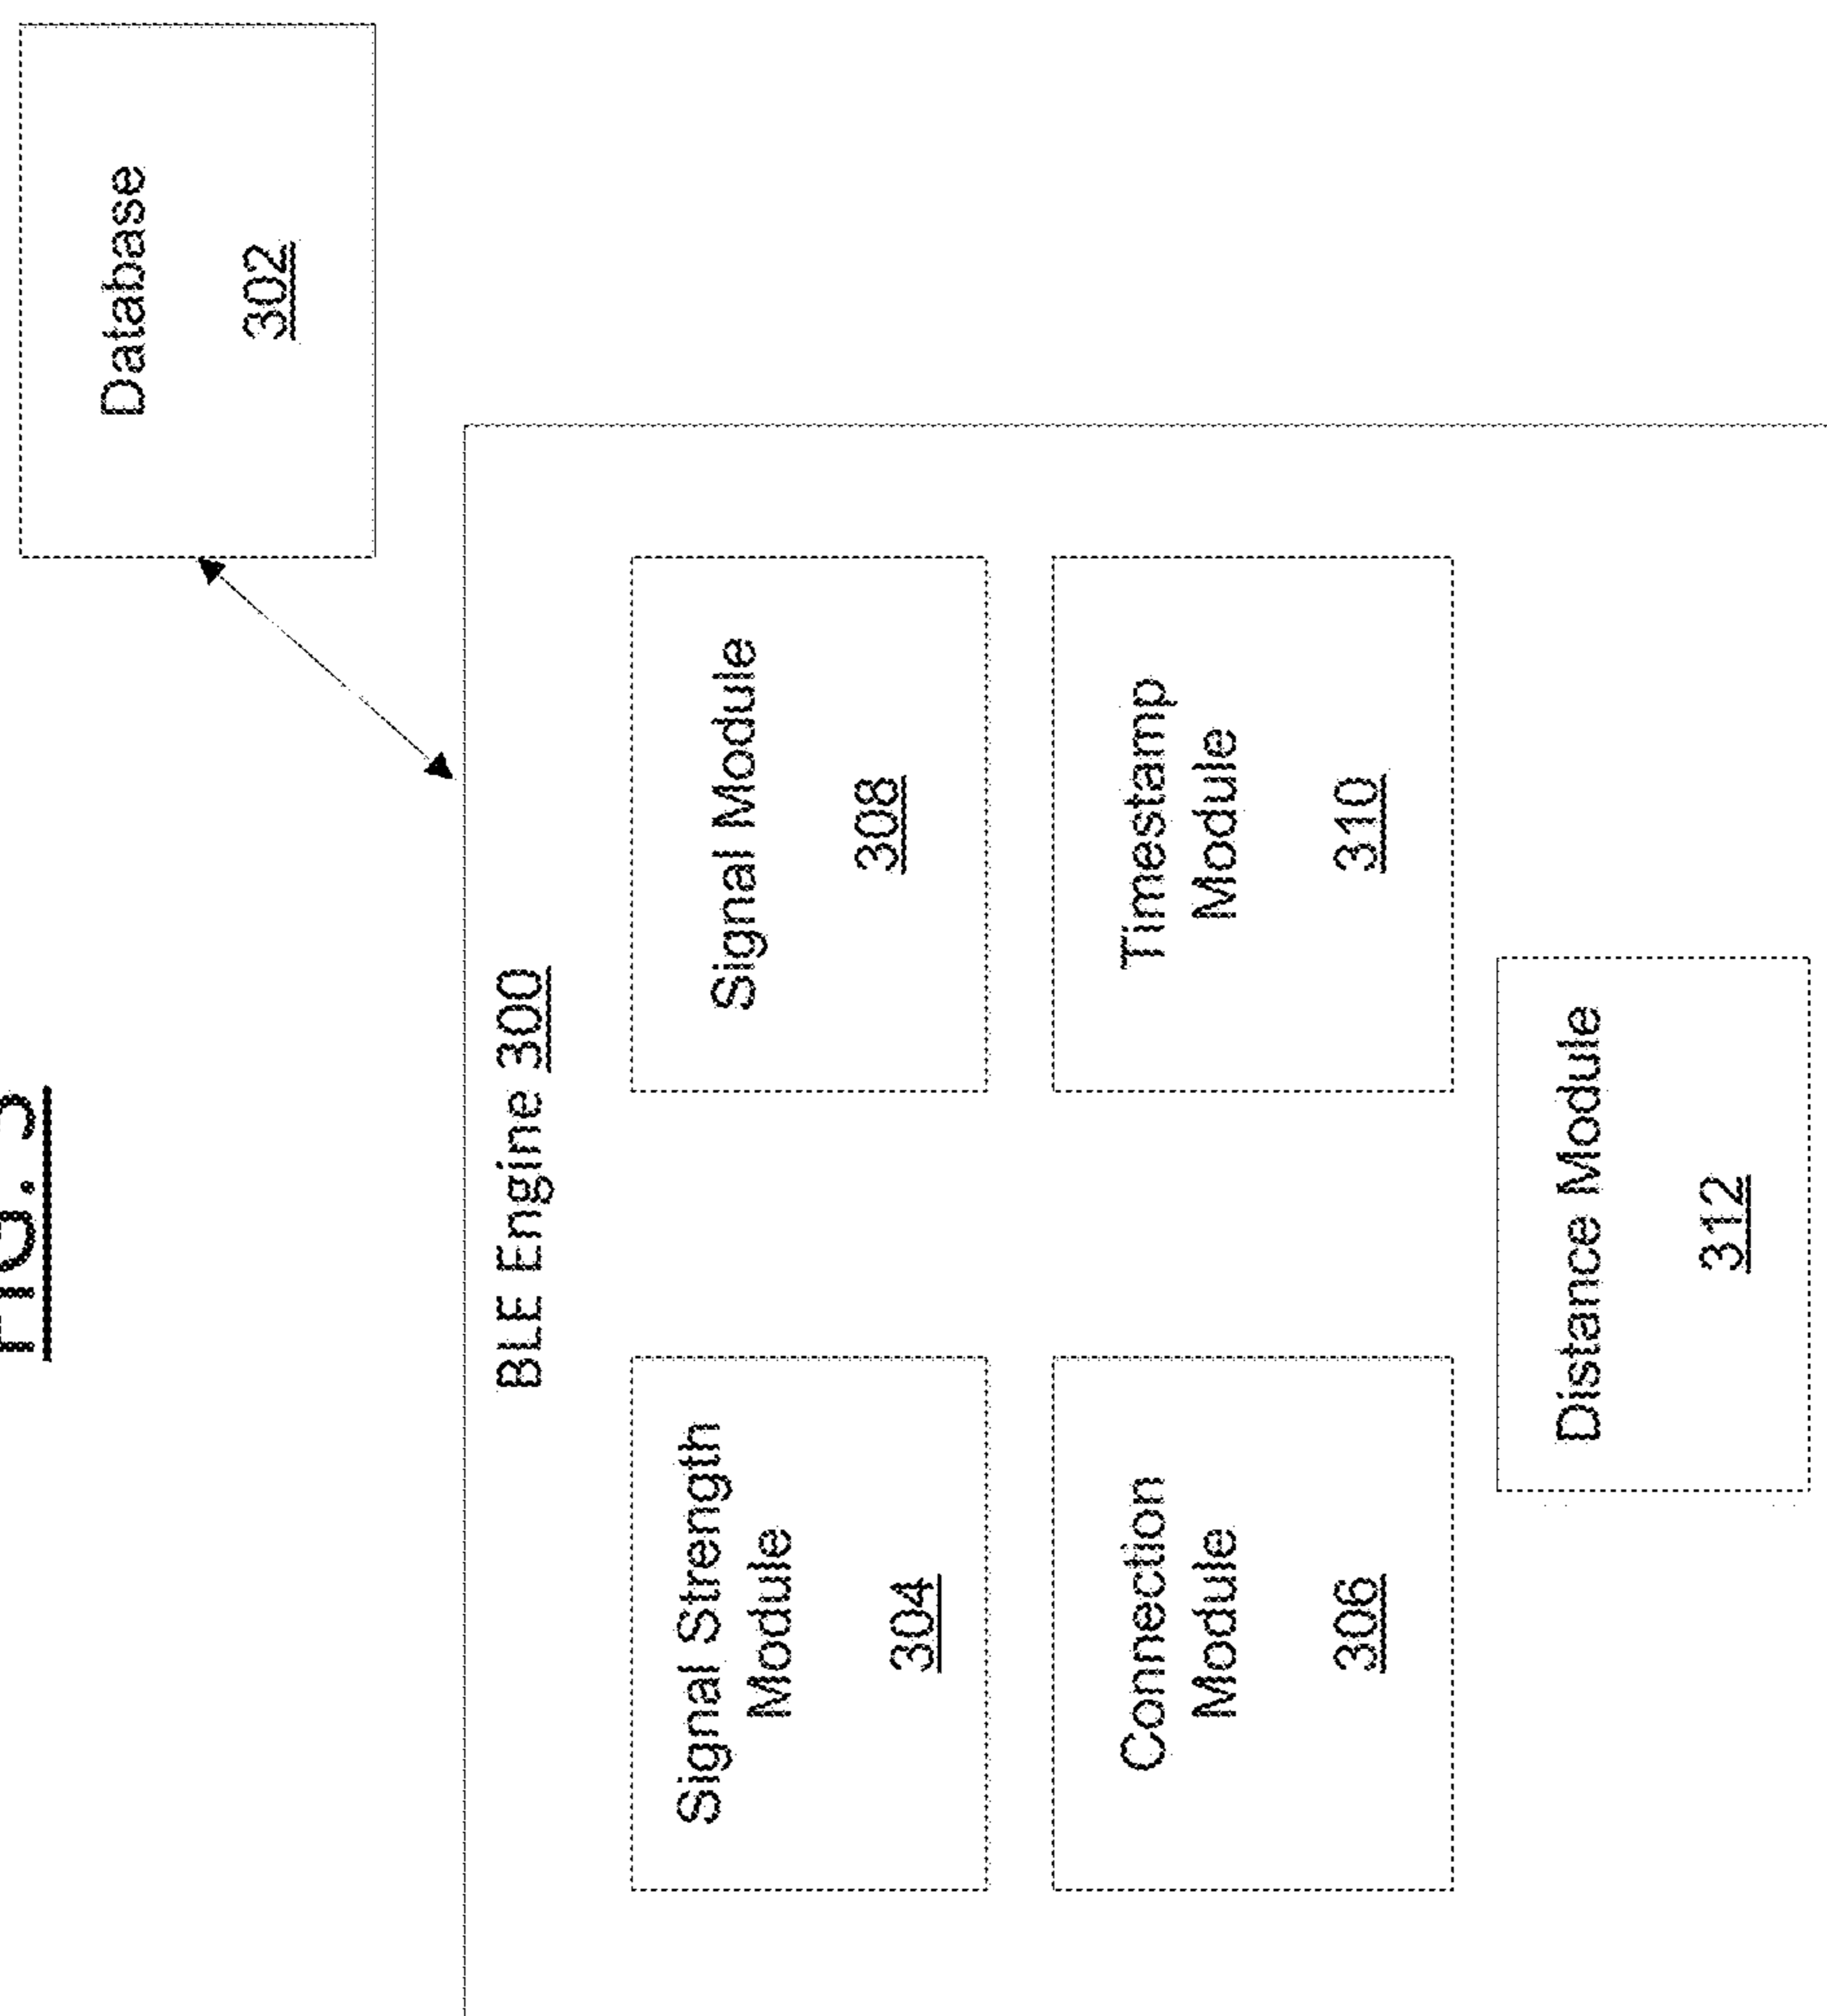 FIG. 3
Database
302
BLE Engine 300
Signal Strength
Module
304
Signal Module
308
Connection
Module
306
Timestamp
Module
310
Distance Module
312